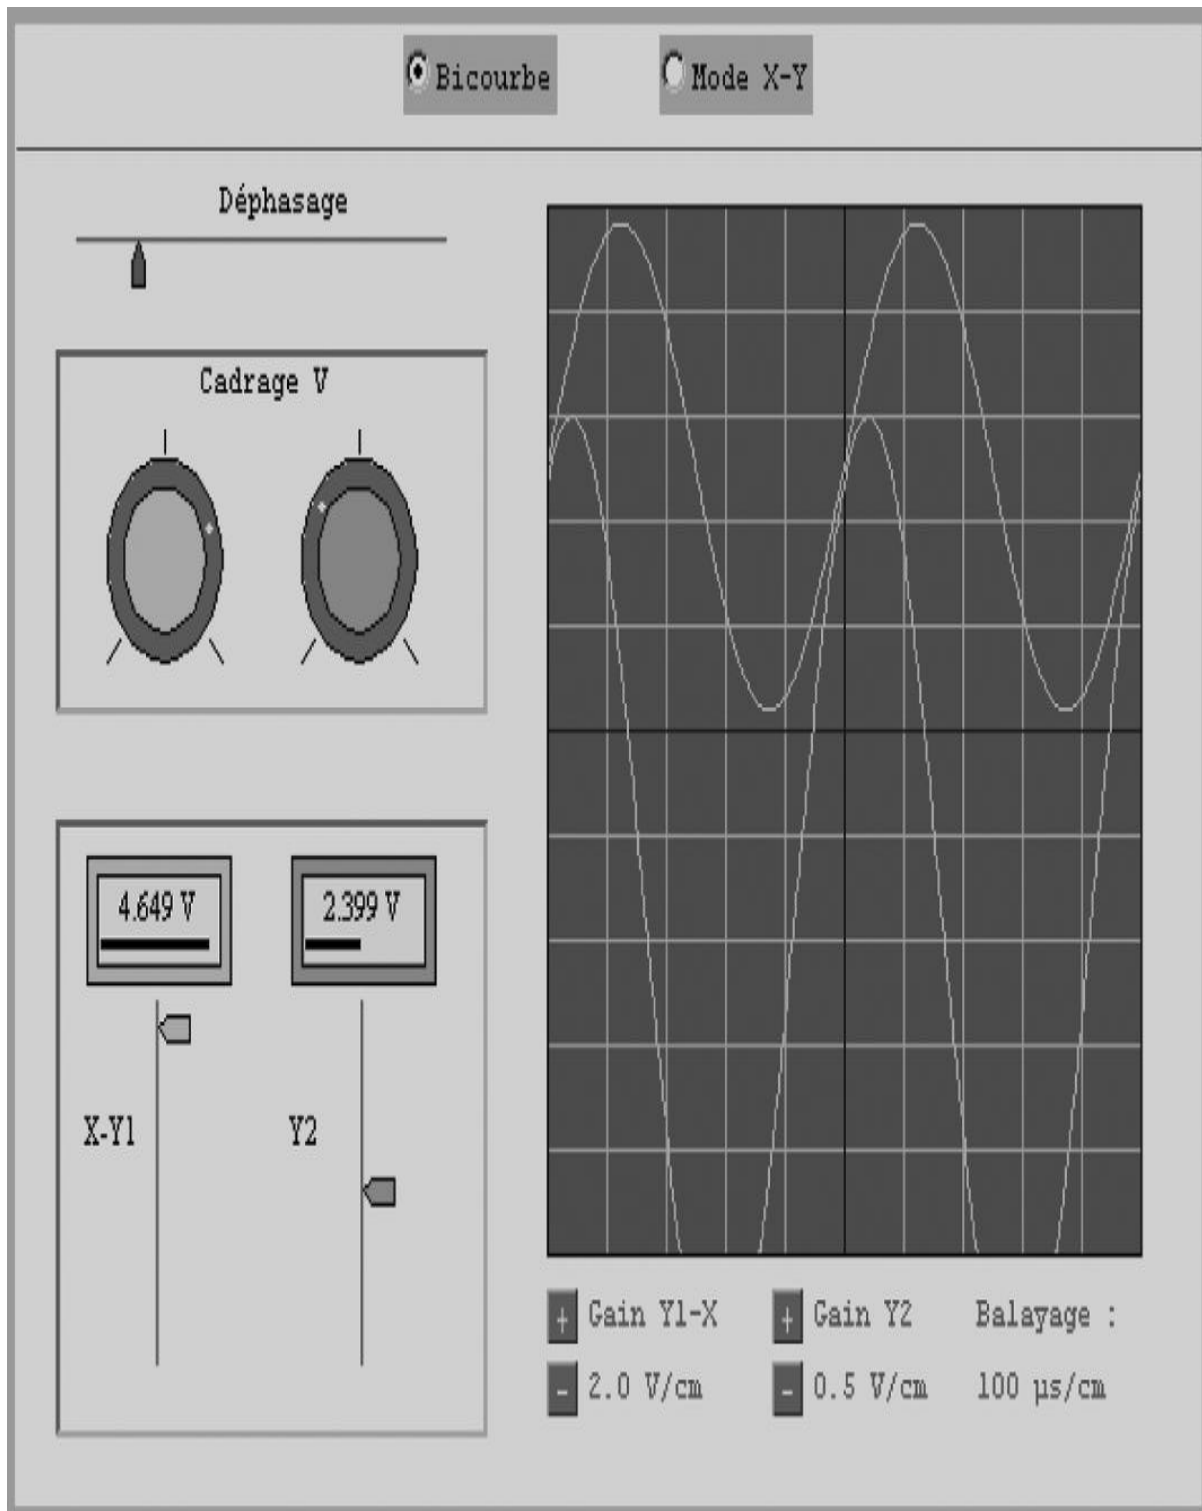 Bicourbe
Mode X-Y
Déphasage
Cadrage V
4.649 V
2.399 V
X-Y1
Y2
+ Gain Y1-X + Gain Y2 Balayage :
- 2.0 V/cm - 0.5 V/cm 100 µs/cm